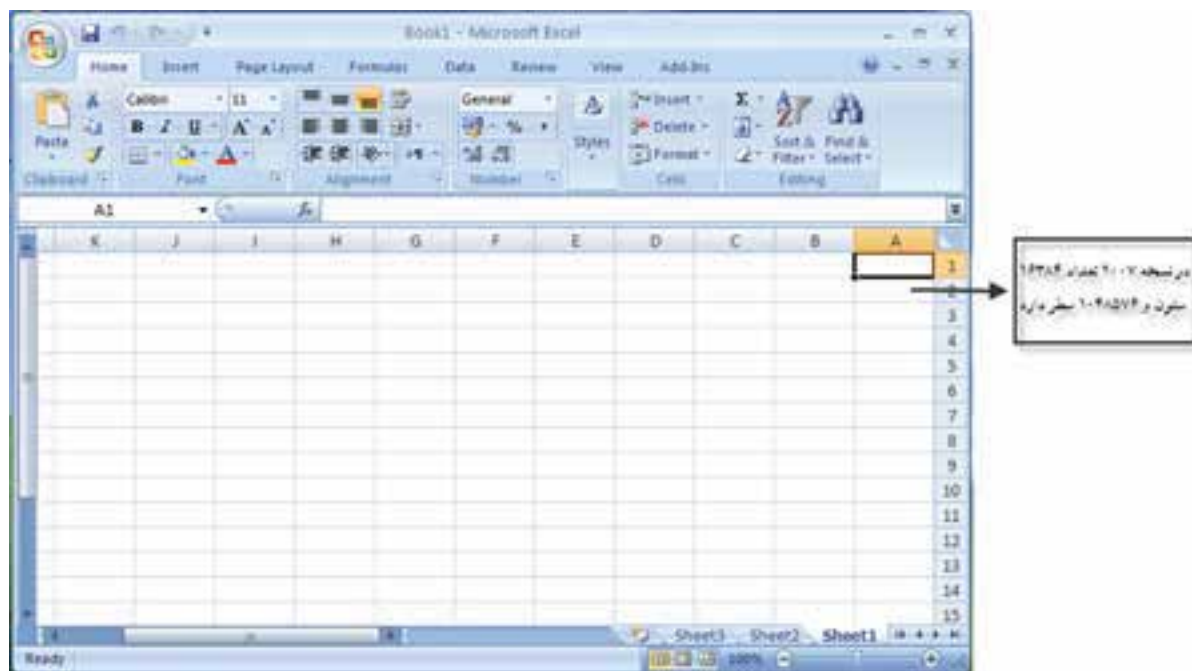 Book1 - Microsoft Excel
Home Insert Page Layout Formulas Data Review View Add-Ins
Calibri 11 General Σ Insert
Paste B I U A A % Styles Delete Sort & Filter Find & Select
A Format
Clipboard Font Alignment Number Cells Editing
A1 fx
K J I H G F E D C B A
1
2
3
4
5
6
7
8
9
10
11
12
13
14
15
Sheet3 Sheet2 Sheet1
Ready 100%
در نسخه ۲۰۰۷ تعداد ۱۶۳۸۴
ستون و ۱۰۴۸۵۷۶ سطر دارد